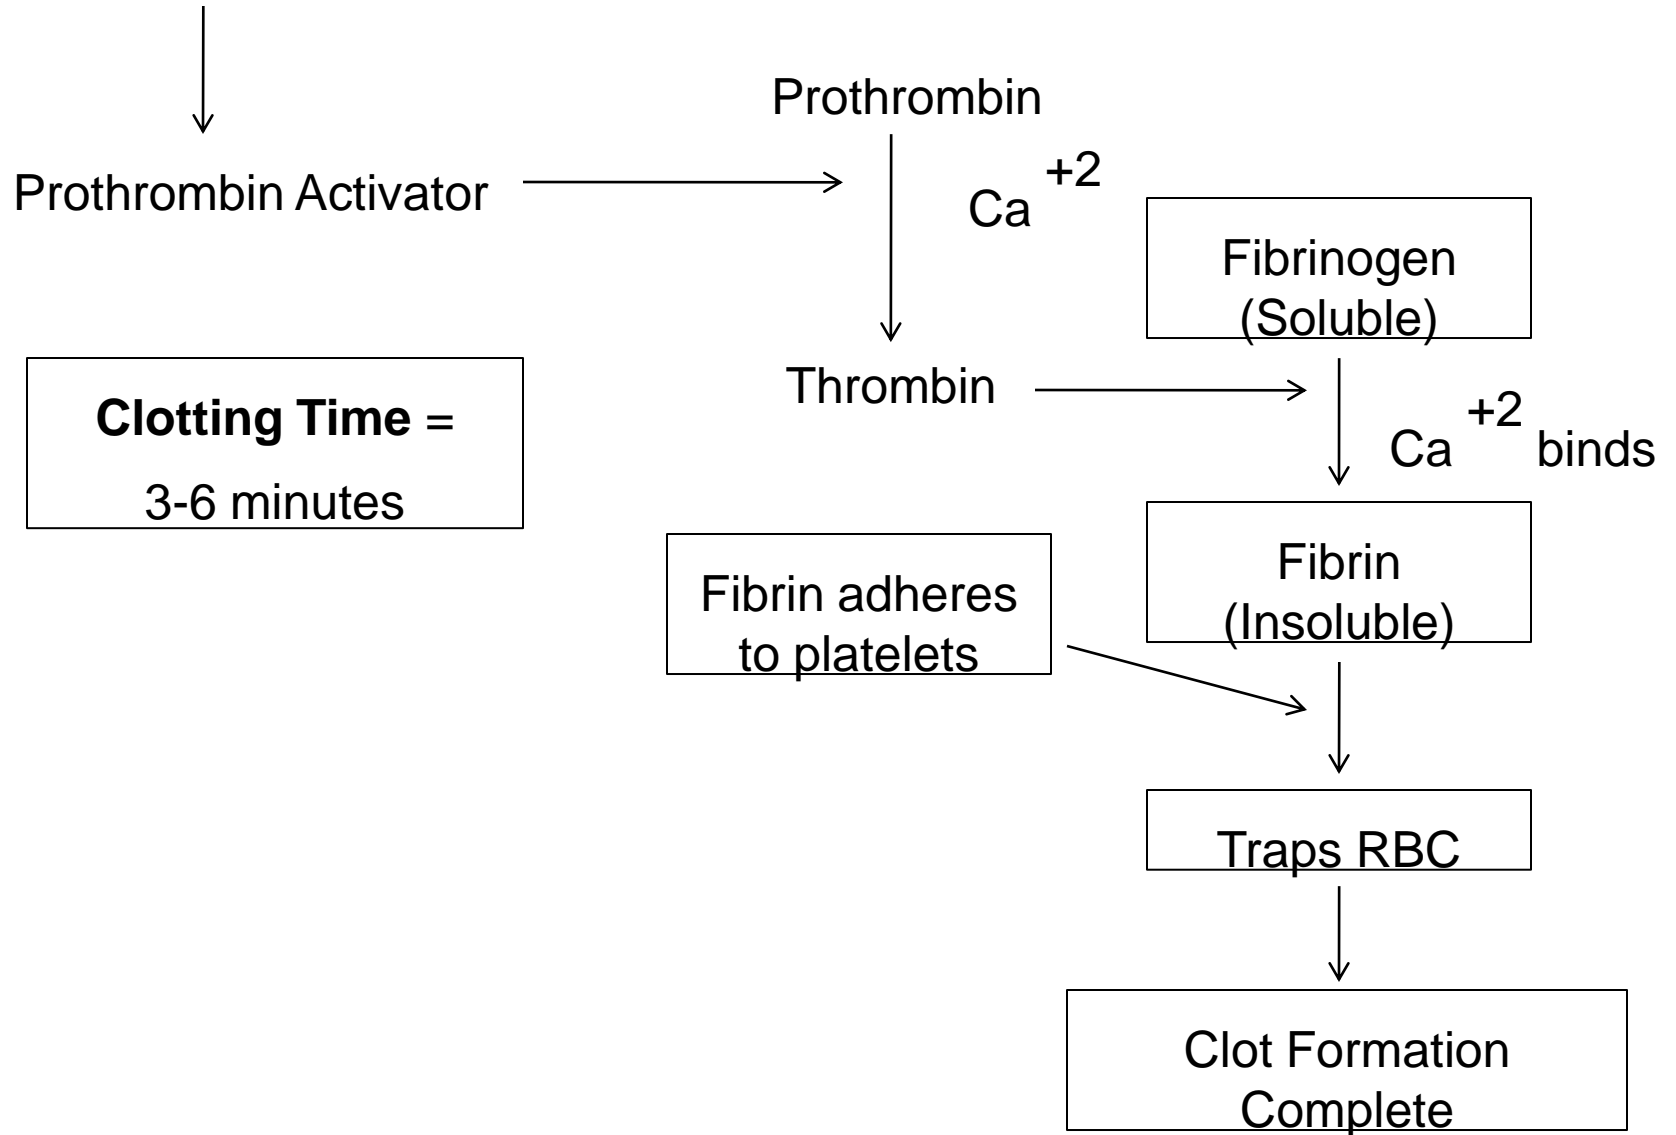 Prothrombin
Prothrombin Activator
Ca +2
Fibrinogen
(Soluble)
Thrombin
Clotting Time =
3-6 minutes
Ca +2 binds
Fibrin
(Insoluble)
Fibrin adheres
to platelets
Traps RBC
Clot Formation
Complete